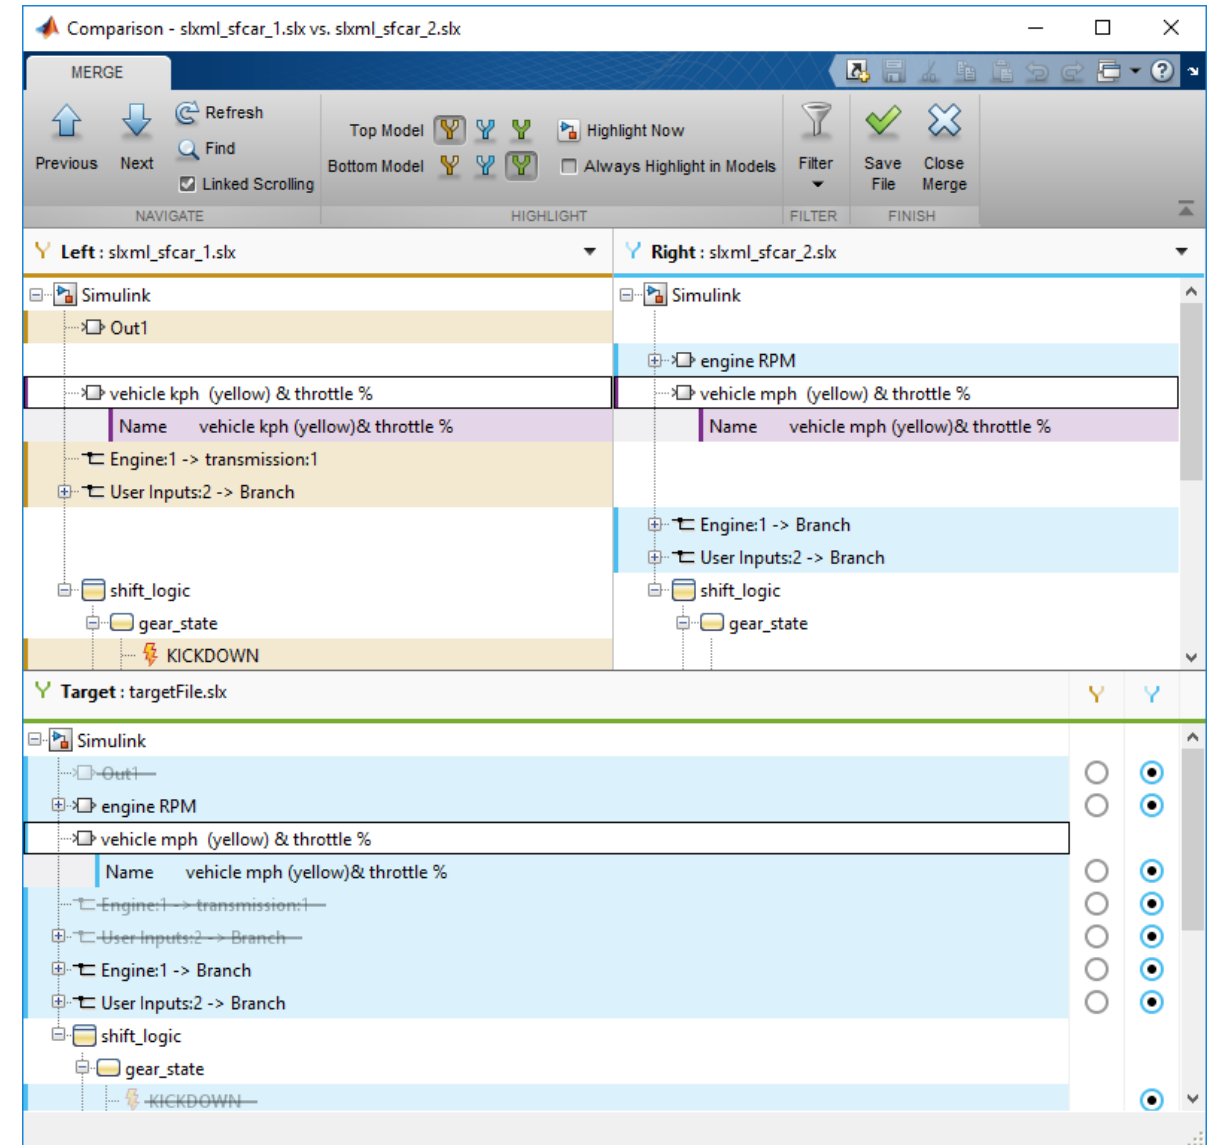 Comparison - slxml_sfcar_1.slx vs. slxml_sfcar_2.slx
MERGE
Previous
Next
Refresh
Find
Linked Scrolling
NAVIGATE
Top Model
Bottom Model
Highlight Now
Always Highlight in Models
HIGHLIGHT
Filter
FILTER
Save File
Close Merge
FINISH
Left : slxml_sfcar_1.slx
Simulink
Out1
vehicle kph (yellow) & throttle %
Name vehicle kph (yellow)& throttle %
Engine:1 -> transmission:1
User Inputs:2 -> Branch
shift_logic
gear_state
KICKDOWN
Right : slxml_sfcar_2.slx
Simulink
engine RPM
vehicle mph (yellow) & throttle %
Name vehicle mph (yellow)& throttle %
Engine:1 -> Branch
User Inputs:2 -> Branch
shift_logic
gear_state
Target : targetFile.slx
Simulink
Out1
engine RPM
vehicle mph (yellow) & throttle %
Name vehicle mph (yellow)& throttle %
Engine:1 -> transmission:1
User Inputs:2 -> Branch
Engine:1 -> Branch
User Inputs:2 -> Branch
shift_logic
gear_state
KICKDOWN